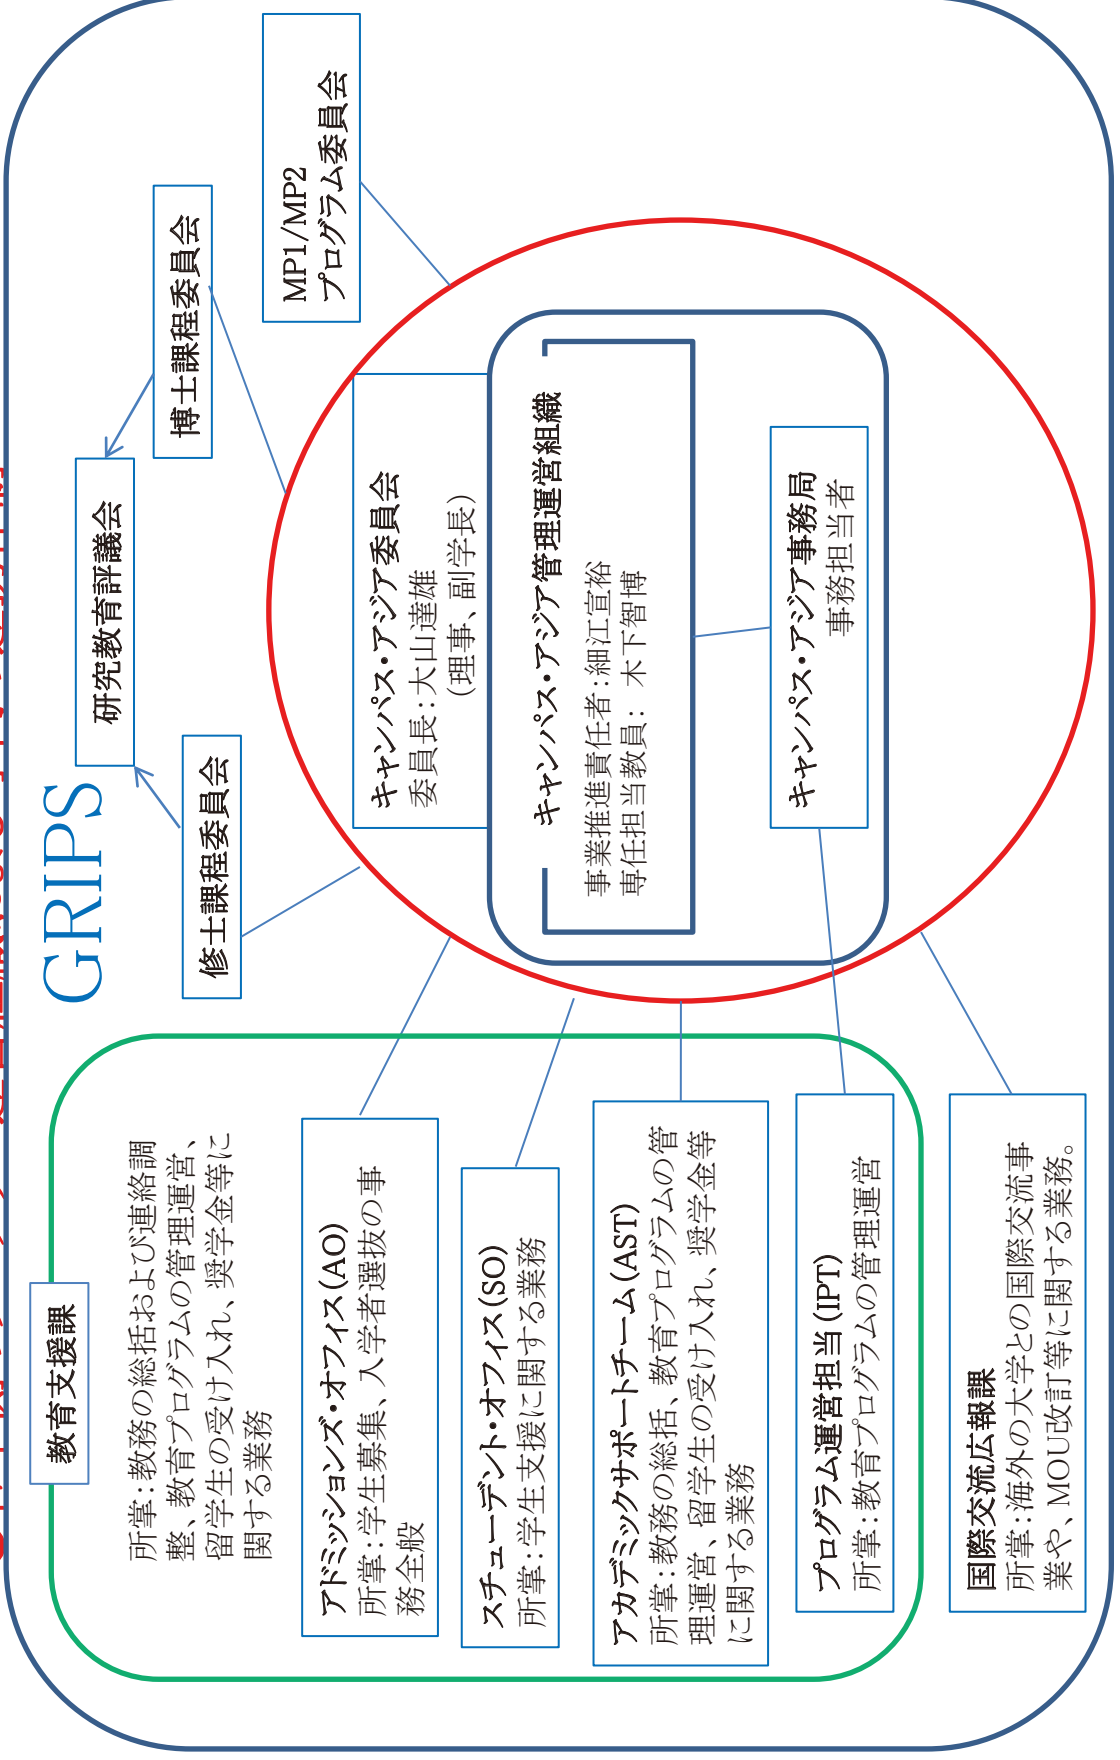 GRIPS
教育支援課
所掌：教務の総括および連絡調
整、教育プログラムの管理運営、
留学生の受け入れ、奨学金等に
関する業務
アドミッションズ・オフィス(AO)
所掌：学生募集、入学者選抜の事
務全般
スチューデント・オフィス(SO)
所掌：学生支援に関する業務
アカデミックサポートチーム(AST)
所掌：教務の総括、教育プログラムの管
理運営、留学生の受け入れ、奨学金等
に関する業務
プログラム運営担当(IPT)
所掌：教育プログラムの管理運営
国際交流広報課
所掌：海外の大学との国際交流事
業や、MOU改訂等に関する業務。
研究教育評議会
修士課程委員会
博士課程委員会
MP1/MP2
プログラム委員会
キャンパス・アジア委員会
委員長：大山達雄
(理事、副学長)
キャンパス・アジア管理運営組織
事業推進責任者：細江宣裕
専任担当教員： 木下智博
キャンパス・アジア事務局
事務担当者